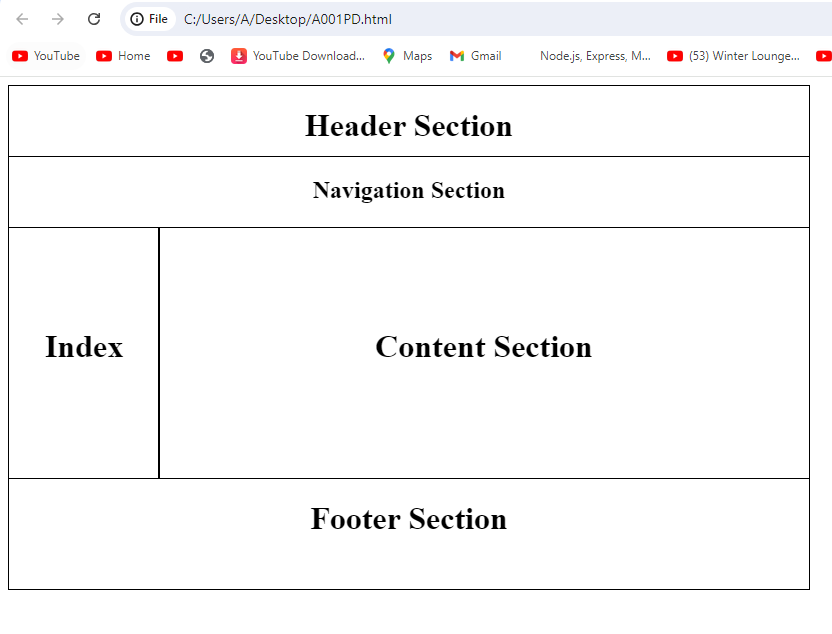 File C:/Users/A/Desktop/A001PD.html
YouTube Home YouTube Download... Maps Gmail Node.js, Express, M... (53) Winter Lounge...
Header Section
Navigation Section
Index Content Section
Footer Section